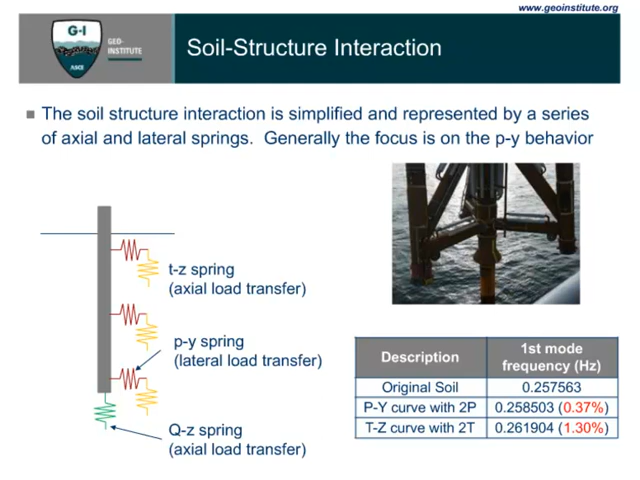 www.geoinstitute.org
G-I
GEO-
INSTITUTE
ASCE
Soil-Structure Interaction
The soil structure interaction is simplified and represented by a series
of axial and lateral springs. Generally the focus is on the p-y behavior
t-z spring
(axial load transfer)
p-y spring
(lateral load transfer)
Q-z spring
(axial load transfer)
Description 1st mode
frequency (Hz)
Original Soil 0.257563
P-Y curve with 2P 0.258503 (0.37%)
T-Z curve with 2T 0.261904 (1.30%)